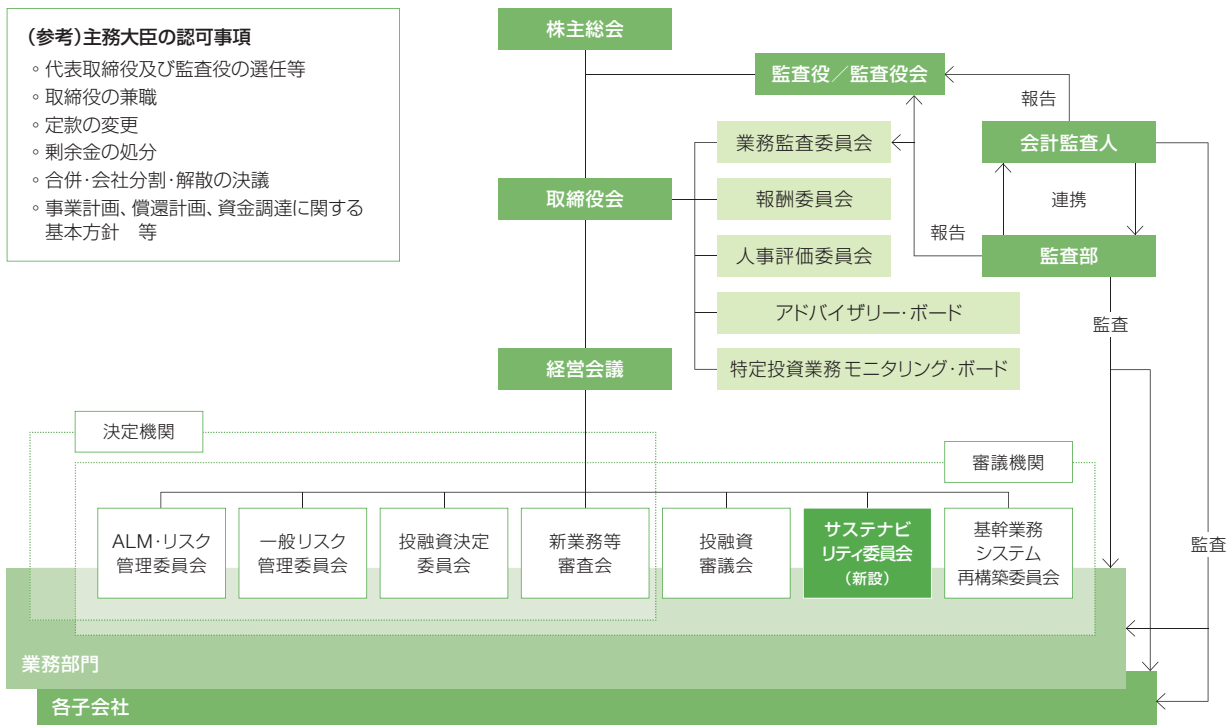 (参考)主務大臣の認可事項
◦代表取締役及び監査役の選任等
◦取締役の兼職
◦定款の変更
◦剰余金の処分
◦合併・会社分割・解散の決議
◦事業計画、償還計画、資金調達に関する
基本方針　等
株主総会
監査役／監査役会
報告
業務監査委員会
会計監査人
取締役会
報酬委員会
連携
報告
人事評価委員会
監査部
アドバイザリー・ボード
監査
経営会議
特定投資業務モニタリング・ボード
決定機関
審議機関
ALM・リスク
管理委員会
一般リスク
管理委員会
投融資決定
委員会
新業務等
審査会
投融資
審議会
サステナビ
リティ委員会
(新設)
基幹業務
システム
再構築委員会
監査
業務部門
各子会社